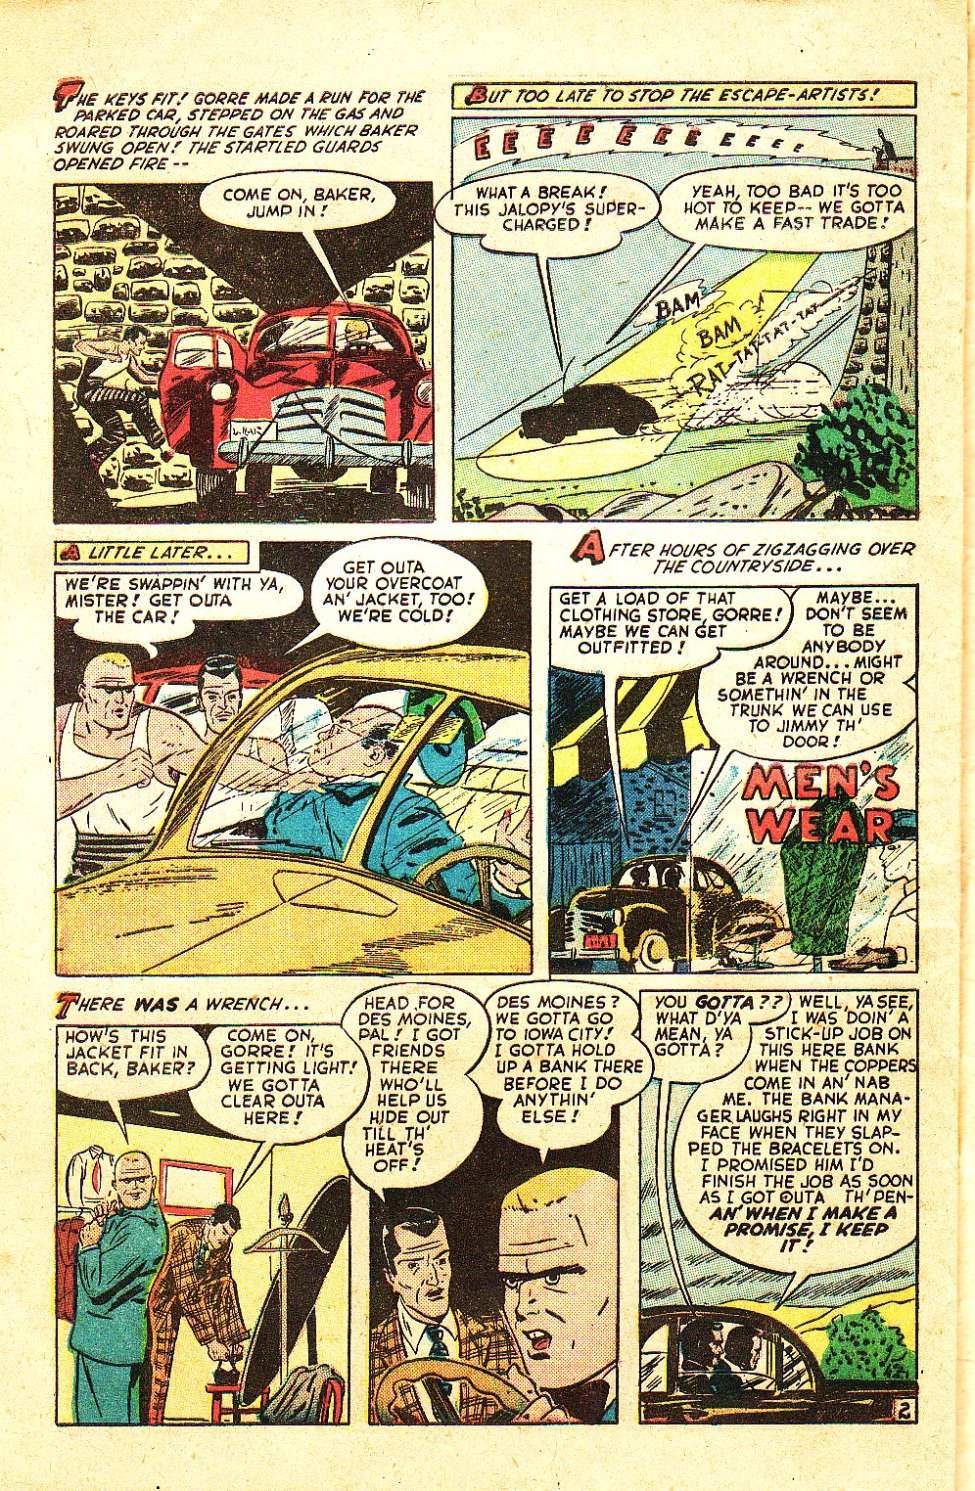 THE KEYS FIT! GORRE MADE A RUN FOR THE
PARKED CAR, STEPPED ON THE GAS AND
ROARED THROUGH THE GATES WHICH BAKER
SWUNG OPEN! THE STARTLED GUARDS
OPENED FIRE --
COME ON, BAKER,
JUMP IN!
BUT TOO LATE TO STOP THE ESCAPE-ARTISTS!
EEEEEEEEEEEE
WHAT A BREAK!
THIS JALOPY'S SUPER-
CHARGED!
YEAH, TOO BAD IT'S TOO
HOT TO KEEP-- WE GOTTA
MAKE A FAST TRADE!
BAM
BAM
RAT-TAT-TAT-TAT-TAT
A LITTLE LATER...
WE'RE SWAPPIN' WITH YA,
MISTER! GET OUTA
THE CAR!
GET OUTA
YOUR OVERCOAT
AN' JACKET, TOO!
WE'RE COLD!
AFTER HOURS OF ZIGZAGGING OVER
THE COUNTRYSIDE...
GET A LOAD OF THAT
CLOTHING STORE, GORRE!
MAYBE WE CAN GET
OUTFITTED!
MAYBE...
DON'T SEEM
TO BE
ANYBODY
AROUND... MIGHT
BE A WRENCH OR
SOMETHIN' IN THE
TRUNK WE CAN USE
TO JIMMY TH'
DOOR!
MEN'S
WEAR
THERE WAS A WRENCH...
HOW'S THIS
JACKET FIT IN
BACK, BAKER?
COME ON,
GORRE! IT'S
GETTING LIGHT!
WE GOTTA
CLEAR OUTA
HERE!
HEAD FOR
DES MOINES,
PAL! I GOT
FRIENDS
THERE
WHO'LL
HELP US
HIDE OUT
TILL TH'
HEAT'S
OFF!
DES MOINES?
WE GOTTA GO
TO IOWA CITY!
I GOTTA HOLD
UP A BANK THERE
BEFORE I DO
ANYTHIN'
ELSE!
YOU GOTTA??
WHAT D'YA
MEAN, YA
GOTTA?
WELL, YA SEE,
I WAS DOIN' A
STICK-UP JOB ON
THIS HERE BANK
WHEN THE COPPERS
COME IN AN' NAB
ME. THE BANK MANA-
GER LAUGHS RIGHT IN MY
FACE WHEN THEY SLAP-
PED THE BRACELETS ON.
I PROMISED HIM I'D
FINISH THE JOB AS SOON
AS I GOT OUTA TH' PEN-
AN' WHEN I MAKE A
PROMISE, I KEEP
IT!
2